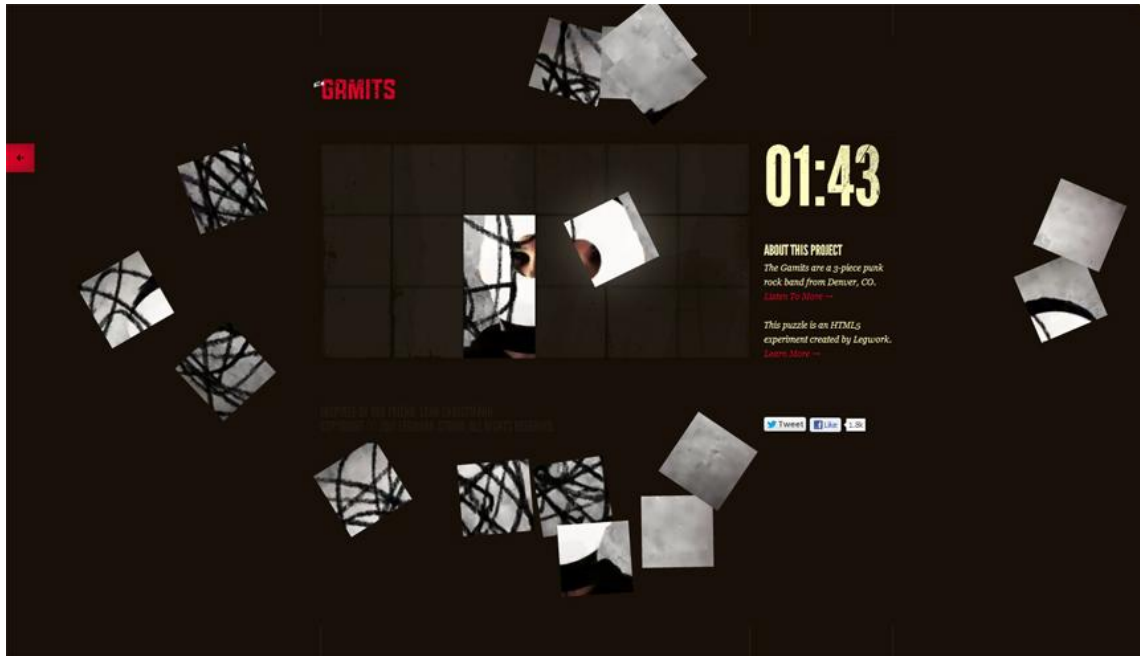 THE
GAMITS
01:43
ABOUT THIS PROJECT
The Gamits are a 3-piece punk
rock band from Denver, CO.
Listen To More →
This puzzle is an HTML5
experiment created by Legwork.
Learn More →
Tweet
Like
1.8k